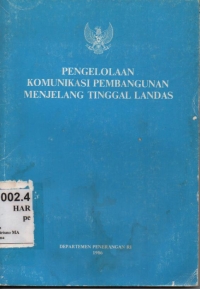 PENGELOLAAN
KOMUNIKASI PEMBANGUNAN
MENJELANG TINGGAL LANDAS
002.4
HAR
pe
DEPARTEMEN PENERANGAN RI